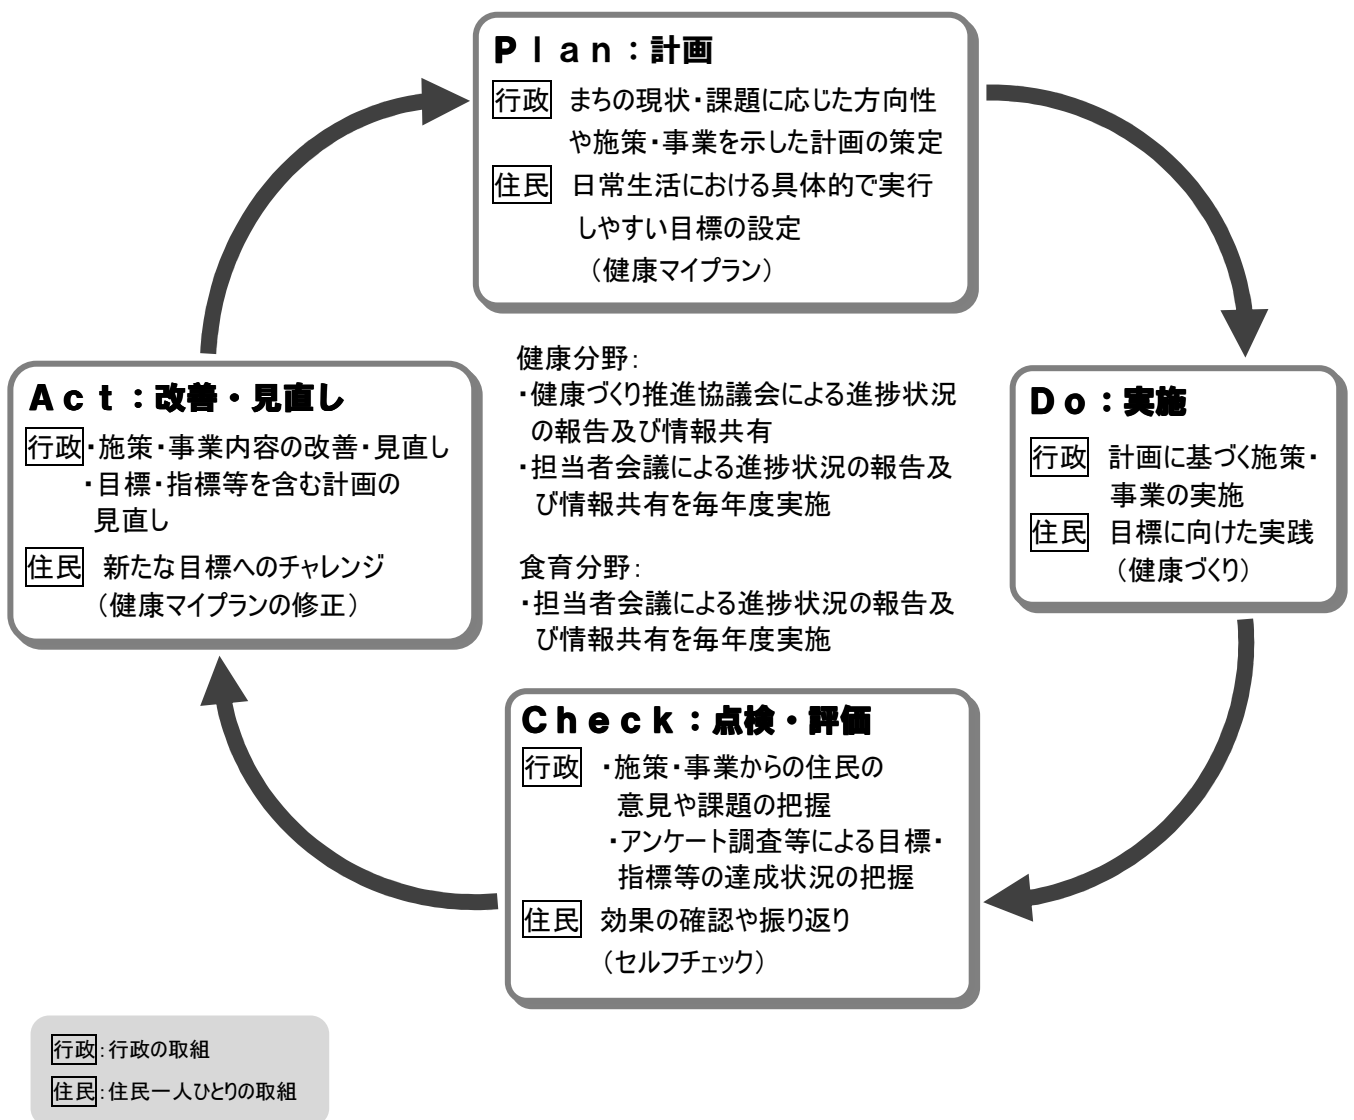 Ｐｌａｎ：計画
行政 まちの現状・課題に応じた方向性
や施策・事業を示した計画の策定
住民 日常生活における具体的で実行
しやすい目標の設定
（健康マイプラン）
Ｄｏ：実施
行政 計画に基づく施策・
事業の実施
住民 目標に向けた実践
（健康づくり）
Ｃｈｅｃｋ：点検・評価
行政 ・施策・事業からの住民の
意見や課題の把握
・アンケート調査等による目標・
指標等の達成状況の把握
住民 効果の確認や振り返り
（セルフチェック）
Ａｃｔ：改善・見直し
行政・施策・事業内容の改善・見直し
・目標・指標等を含む計画の
見直し
住民 新たな目標へのチャレンジ
（健康マイプランの修正）
健康分野：
・健康づくり推進協議会による進捗状況
の報告及び情報共有
・担当者会議による進捗状況の報告及
び情報共有を毎年度実施
食育分野：
・担当者会議による進捗状況の報告及
び情報共有を毎年度実施
行政：行政の取組
住民：住民一人ひとりの取組